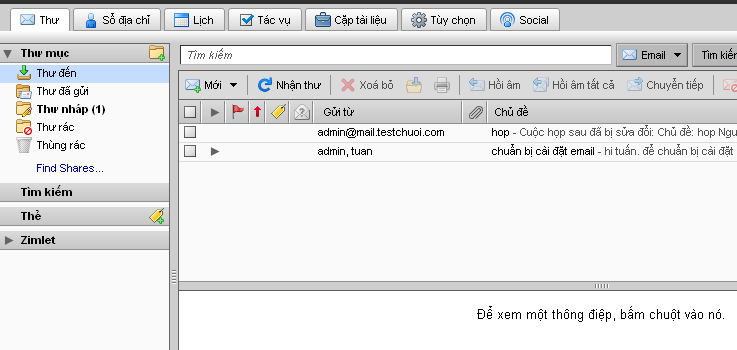 Thư Sổ địa chỉ Lịch Tác vụ Cặp tài liệu Tùy chọn Social
Thư mục
Thư đến
Thư đã gửi
Thư nháp (1)
Thư rác
Thùng rác
Find Shares...
Tìm kiếm
Thẻ
Zimlet
Tìm kiếm Email Tìm kiếm
Mới Nhận thư Xoá bỏ Hồi âm Hồi âm tất cả Chuyển tiếp
Gửi từ Chủ đề
admin@mail.testchuoi.com hop - Cuộc họp sau đã bị sửa đổi: Chủ đề: hop Ngu
admin, tuan chuẩn bị cài đặt email - hi tuấn. để chuẩn bị cài đặt
Để xem một thông điệp, bấm chuột vào nó.